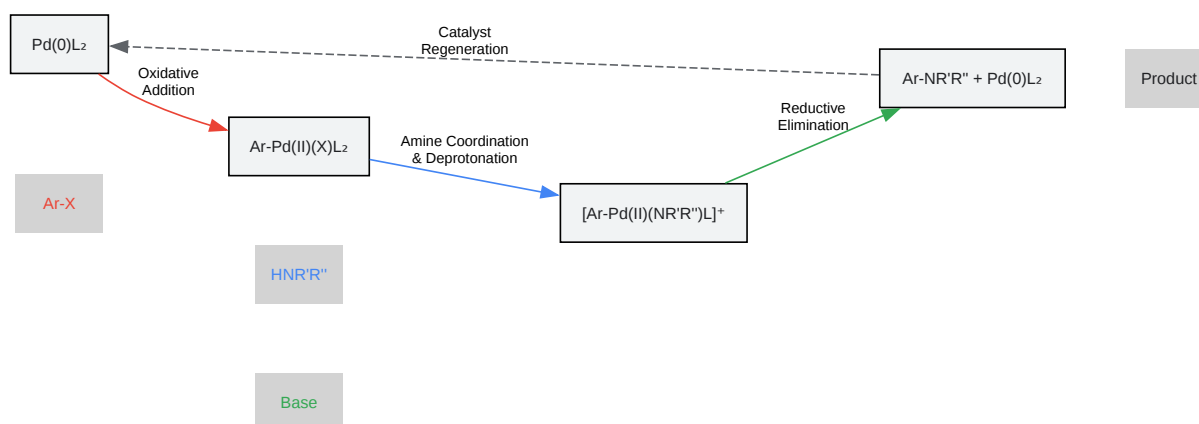 Pd(0)L₂
Catalyst
Regeneration
Oxidative
Addition
Ar-NR'R'' + Pd(0)L₂
Product
Reductive
Elimination
Ar-Pd(II)(X)L₂
Amine Coordination
& Deprotonation
[Ar-Pd(II)(NR'R'')L]⁺
Ar-X
HNR'R''
Base